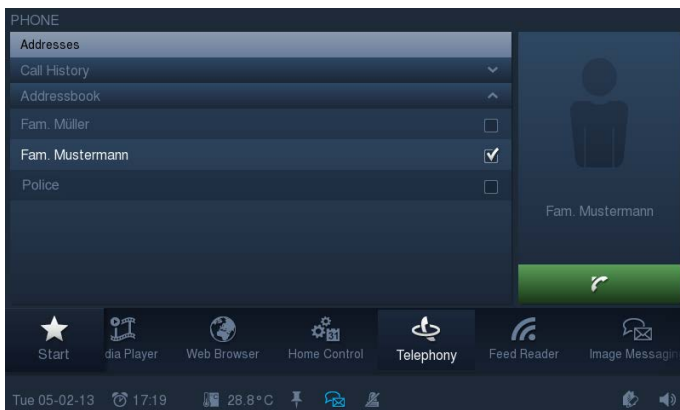 PHONE
Addresses
Call History
Addressbook
Fam. Müller
Fam. Mustermann
Police
Fam. Mustermann
Start
dia Player
Web Browser
31
Home Control
Telephony
Feed Reader
Image Messagin
Tue 05-02-13 17:19 28.8°C